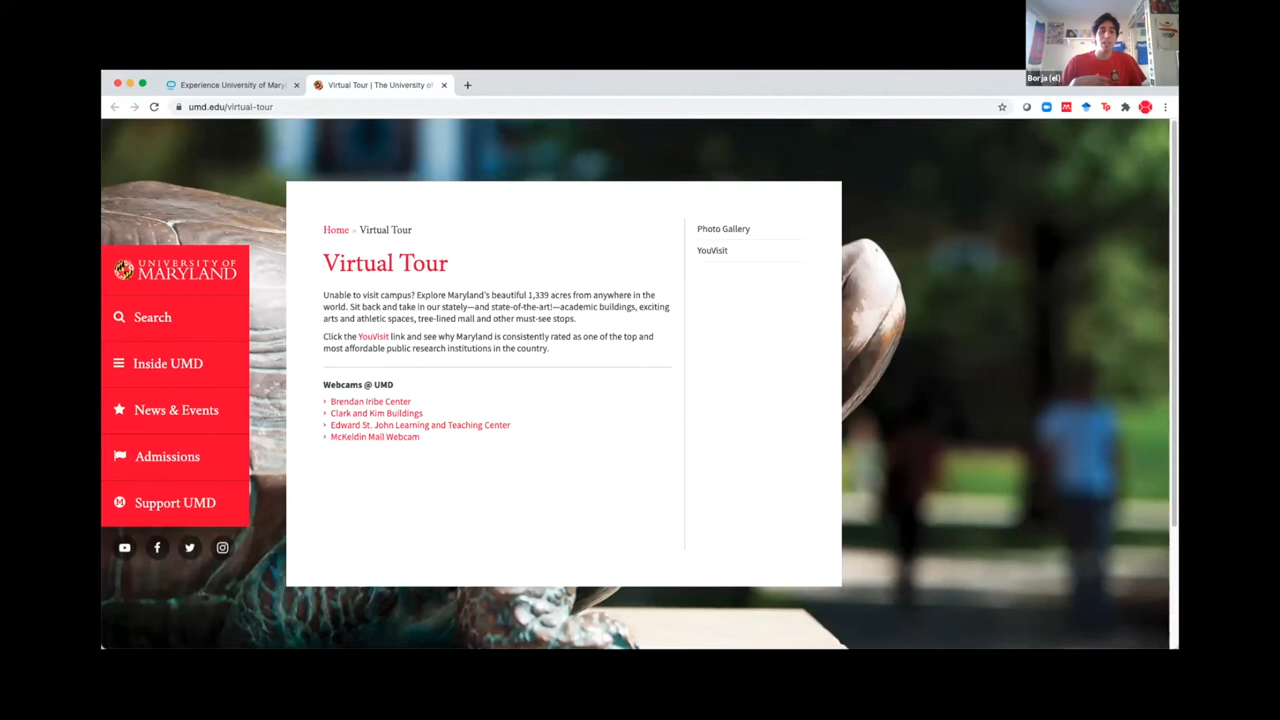 Borja (el)
Experience University of Mary
Virtual Tour | The University of
umd.edu/virtual-tour
UNIVERSITY OF
MARYLAND
Search
Inside UMD
News & Events
Admissions
Support UMD
Home » Virtual Tour
Virtual Tour
Unable to visit campus? Explore Maryland's beautiful 1,339 acres from anywhere in the
world. Sit back and take in our stately—and state-of-the-art!—academic buildings, exciting
arts and athletic spaces, tree-lined mall and other must-see stops.
Click the YouVisit link and see why Maryland is consistently rated as one of the top and
most affordable public research institutions in the country.
Webcams @ UMD
Brendan Iribe Center
Clark and Kim Buildings
Edward St. John Learning and Teaching Center
McKeldin Mall Webcam
Photo Gallery
YouVisit